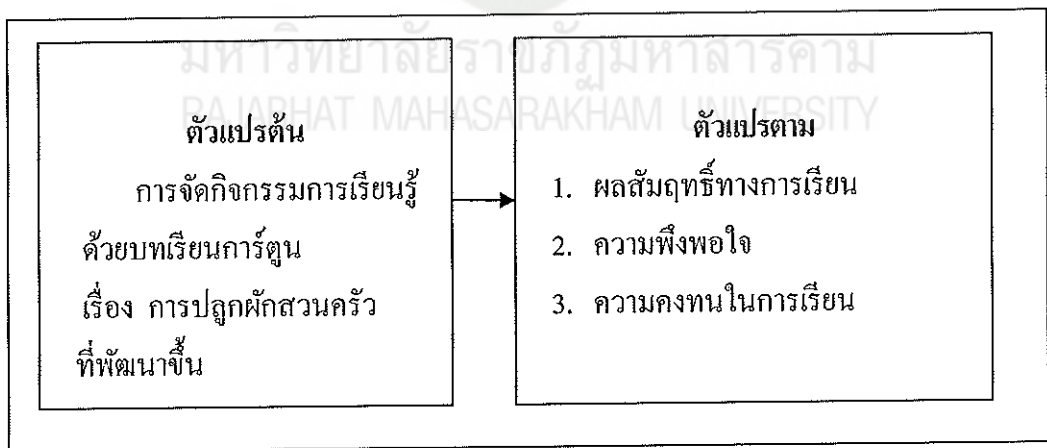 มหาวิทยาลัยราชภัฏมหาสารคาม
RAJABHAT MAHASARAKHAM UNIVERSITY
ตัวแปรต้น
การจัดกิจกรรมการเรียนรู้
ด้วยบทเรียนการ์ตูน
เรื่อง การปลูกผักสวนครัว
ที่พัฒนาขึ้น
ตัวแปรตาม
1. ผลสัมฤทธิ์ทางการเรียน
2. ความพึงพอใจ
3. ความคงทนในการเรียน